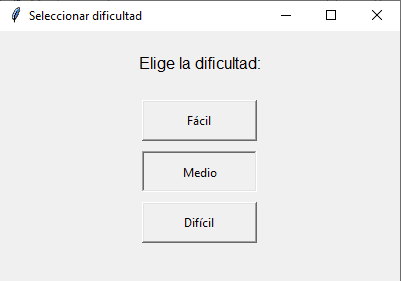 Seleccionar dificultad
Elige la dificultad:
Fácil
Medio
Difícil